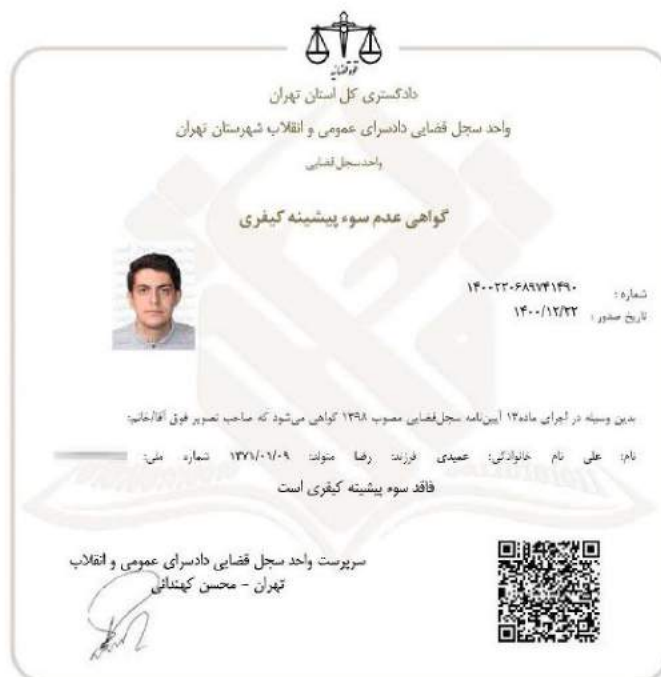 قوه قضائیه
دادگستری کل استان تهران
واحد سجل قضایی دادسرای عمومی و انقلاب شهرستان تهران
واحد سجل قضایی
گواهی عدم سوء پیشینه کیفری
شماره : ۱۴۰۰۲۲۰۶۸۹۷۴۱۴۹۰
تاریخ صدور : ۱۴۰۰/۱۲/۲۲
بدین وسیله در اجرای ماده۱۳ آیین‌نامه سجل‌قضایی مصوب ۱۳۹۸ گواهی می‌شود که صاحب تصویر فوق آقا/خانم:
نام: علی نام خانوادگی: عمیدی فرزند: رضا متولد: ۱۳۷۱/۰۱/۰۹ شماره ملی:
فاقد سوء پیشینه کیفری است
سرپرست واحد سجل قضایی دادسرای عمومی و انقلاب
تهران - محسن کهندانی